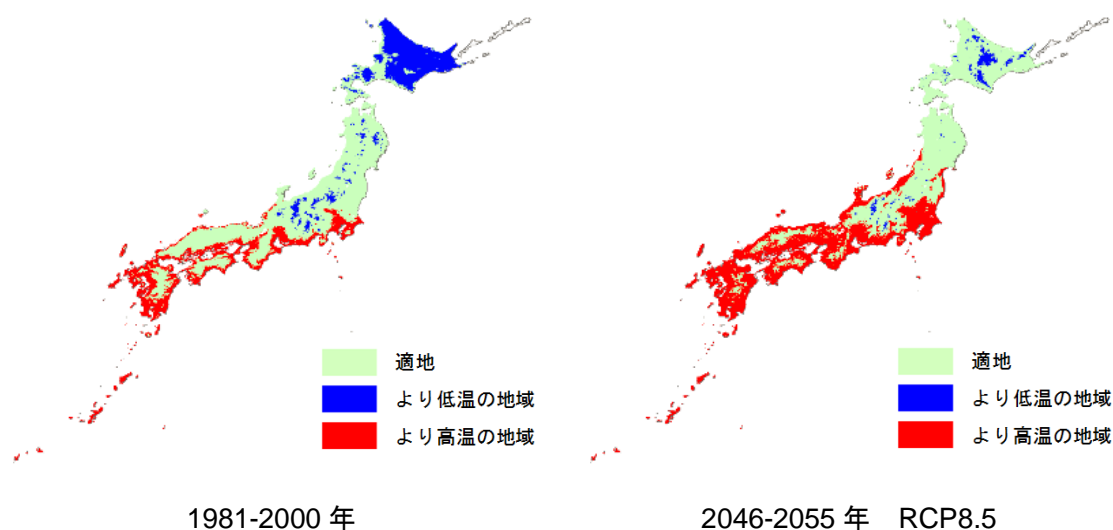 適地
より低温の地域
より高温の地域
1981-2000 年
適地
より低温の地域
より高温の地域
2046-2055 年 RCP8.5